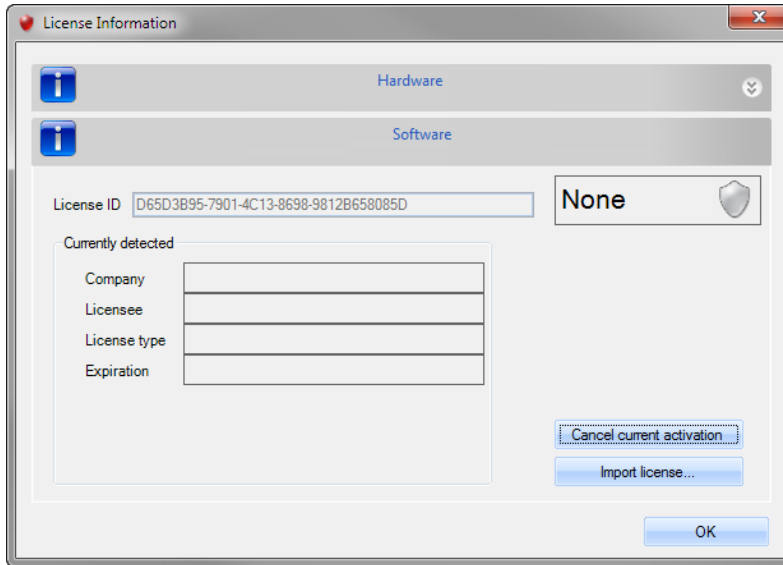 License Information
Hardware
Software
License ID D65D3B95-7901-4C13-8698-9812B658085D
None
Currently detected
Company
Licensee
License type
Expiration
Cancel current activation
Import license...
OK